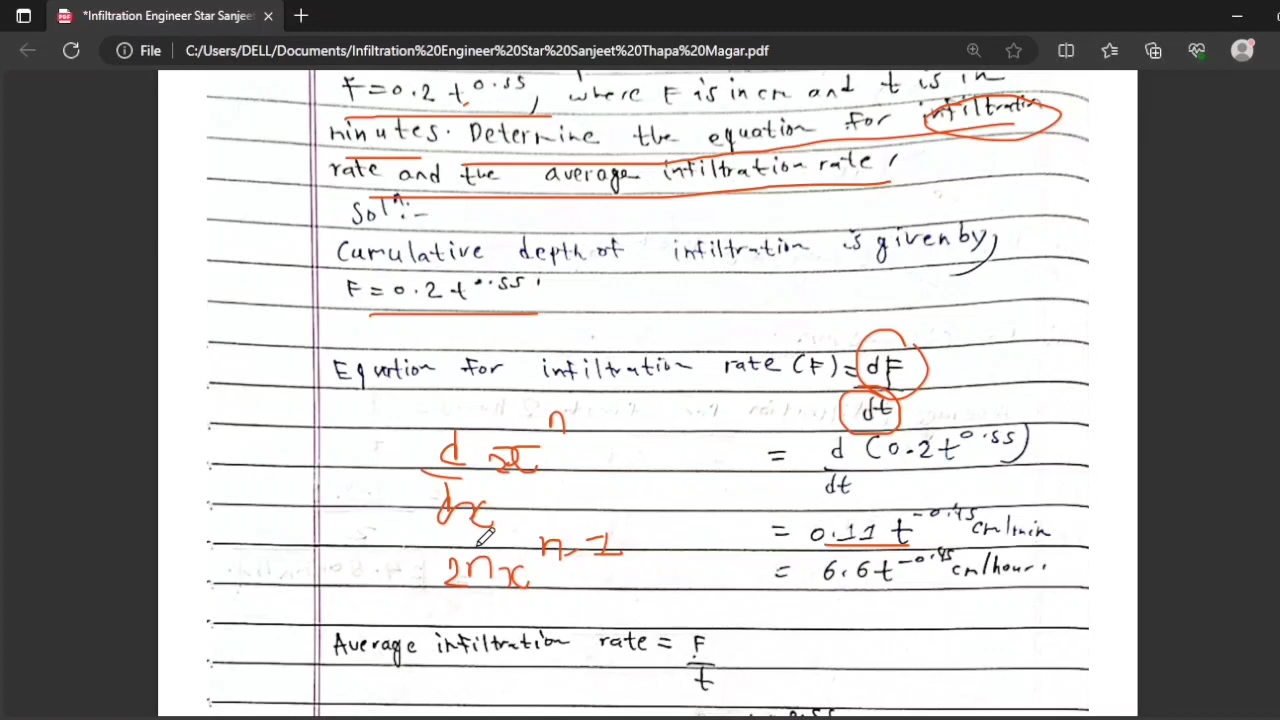 *Infiltration Engineer Star Sanjee
File
C:/Users/DELL/Documents/Infiltration%20Engineer%20Star%20Sanjeet%20Thapa%20Magar.pdf
F = 0.2 t^0.55, where F is in cm and t is in
minutes. Determine the equation for infiltration
rate and the average infiltration rate.
Solⁿ:-
Cumulative depth of infiltration is given by,
F = 0.2 t^0.55.
Equation for infiltration rate (F) = dF
dt
= d (0.2 t^0.55)
dt
d xⁿ
dx
= 0.11 t^-0.45 cm/min
= 6.6 t^-0.45 cm/hour.
= nx^n-1
Average infiltration rate = F
t